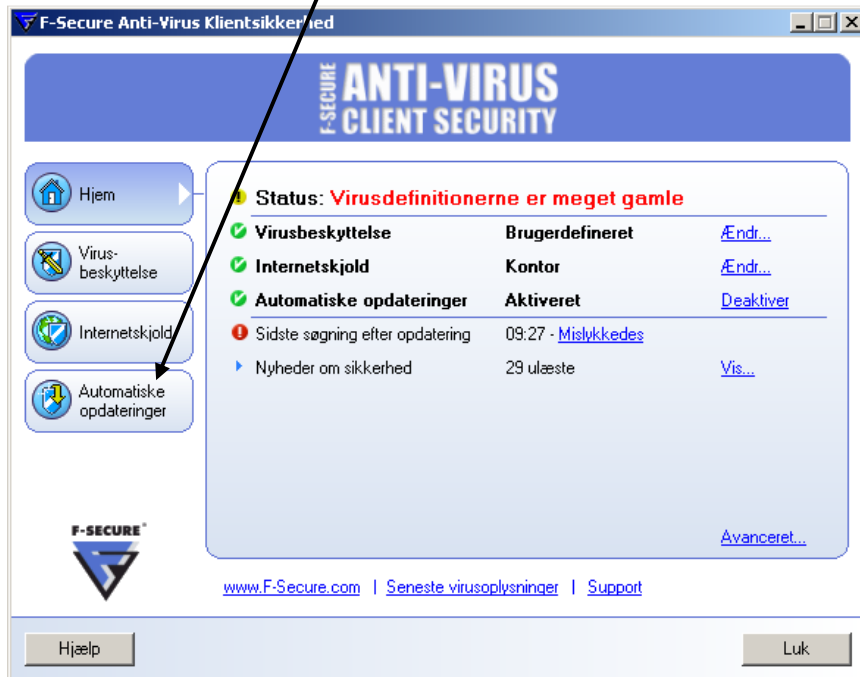 F-Secure Anti-Virus Klientsikkerhed
F-SECURE
ANTI-VIRUS
CLIENT SECURITY
Hjem
Virus-
beskyttelse
Internetskjold
Automatiske
opdateringer
Status: Virusdefinitionerne er meget gamle
Virusbeskyttelse Brugerdefineret Ændr...
Internetskjold Kontor Ændr...
Automatiske opdateringer Aktiveret Deaktiver
Sidste søgning efter opdatering 09:27 - Mislykkedes
Nyheder om sikkerhed 29 ulæste Vis...
Avanceret...
F-SECURE
www.F-Secure.com | Seneste virusoplysninger | Support
Hjælp Luk